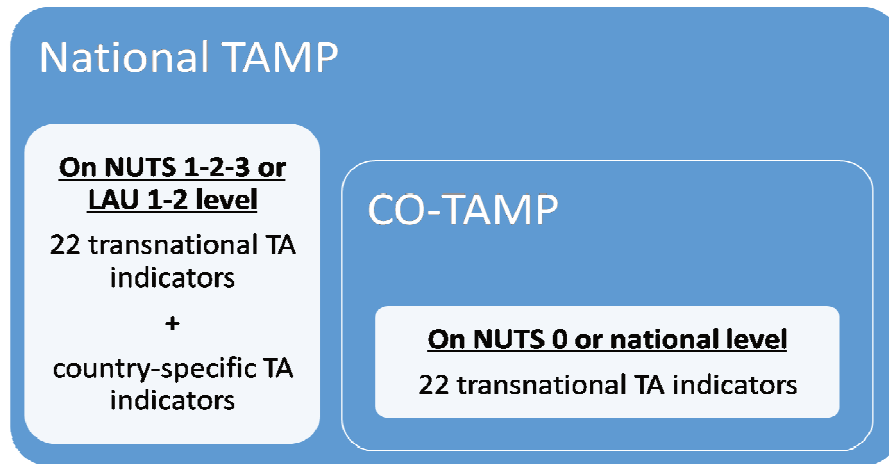 National TAMP
On NUTS 1-2-3 or
LAU 1-2 level
22 transnational TA
indicators
+
country-specific TA
indicators
CO-TAMP
On NUTS 0 or national level
22 transnational TA indicators